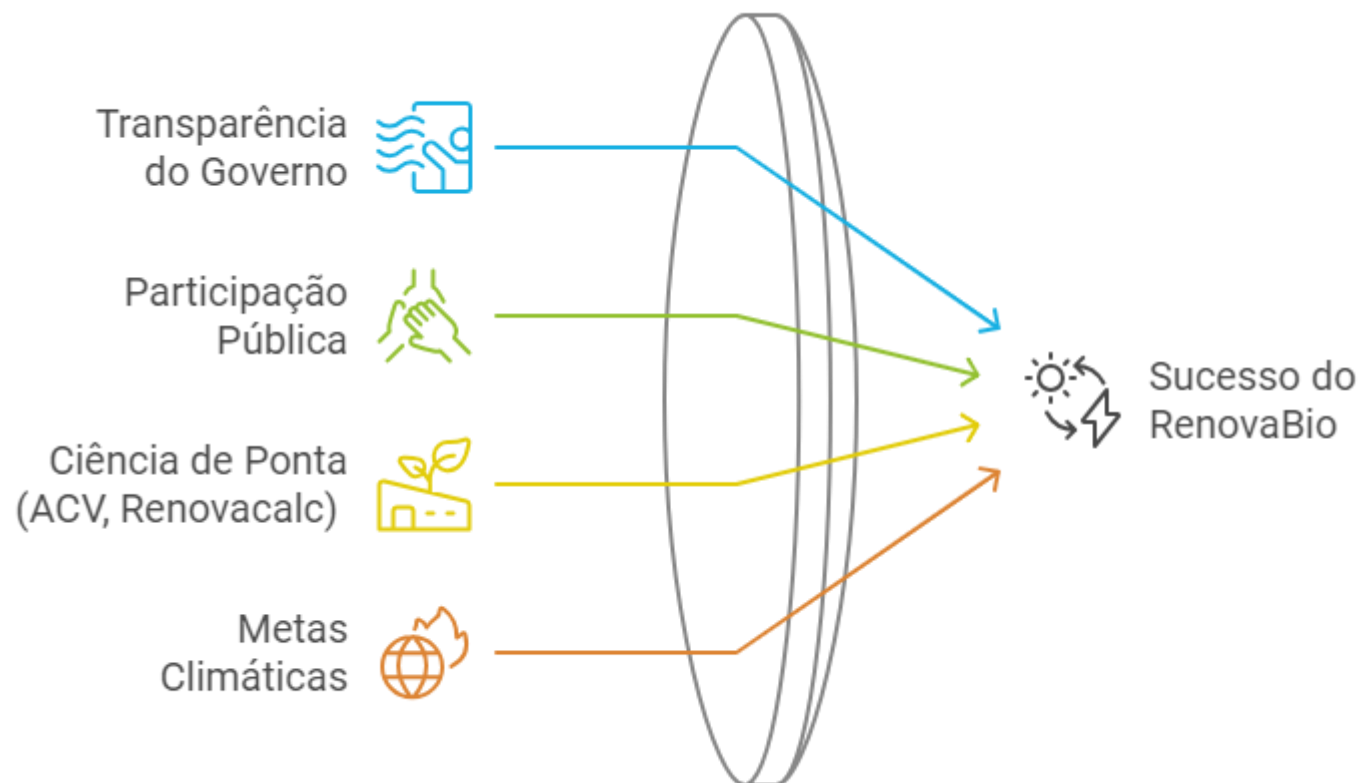 Transparência
do Governo
Participação
Pública
Ciência de Ponta
(ACV, Renovacalc)
Metas
Climáticas
Sucesso do
RenovaBio